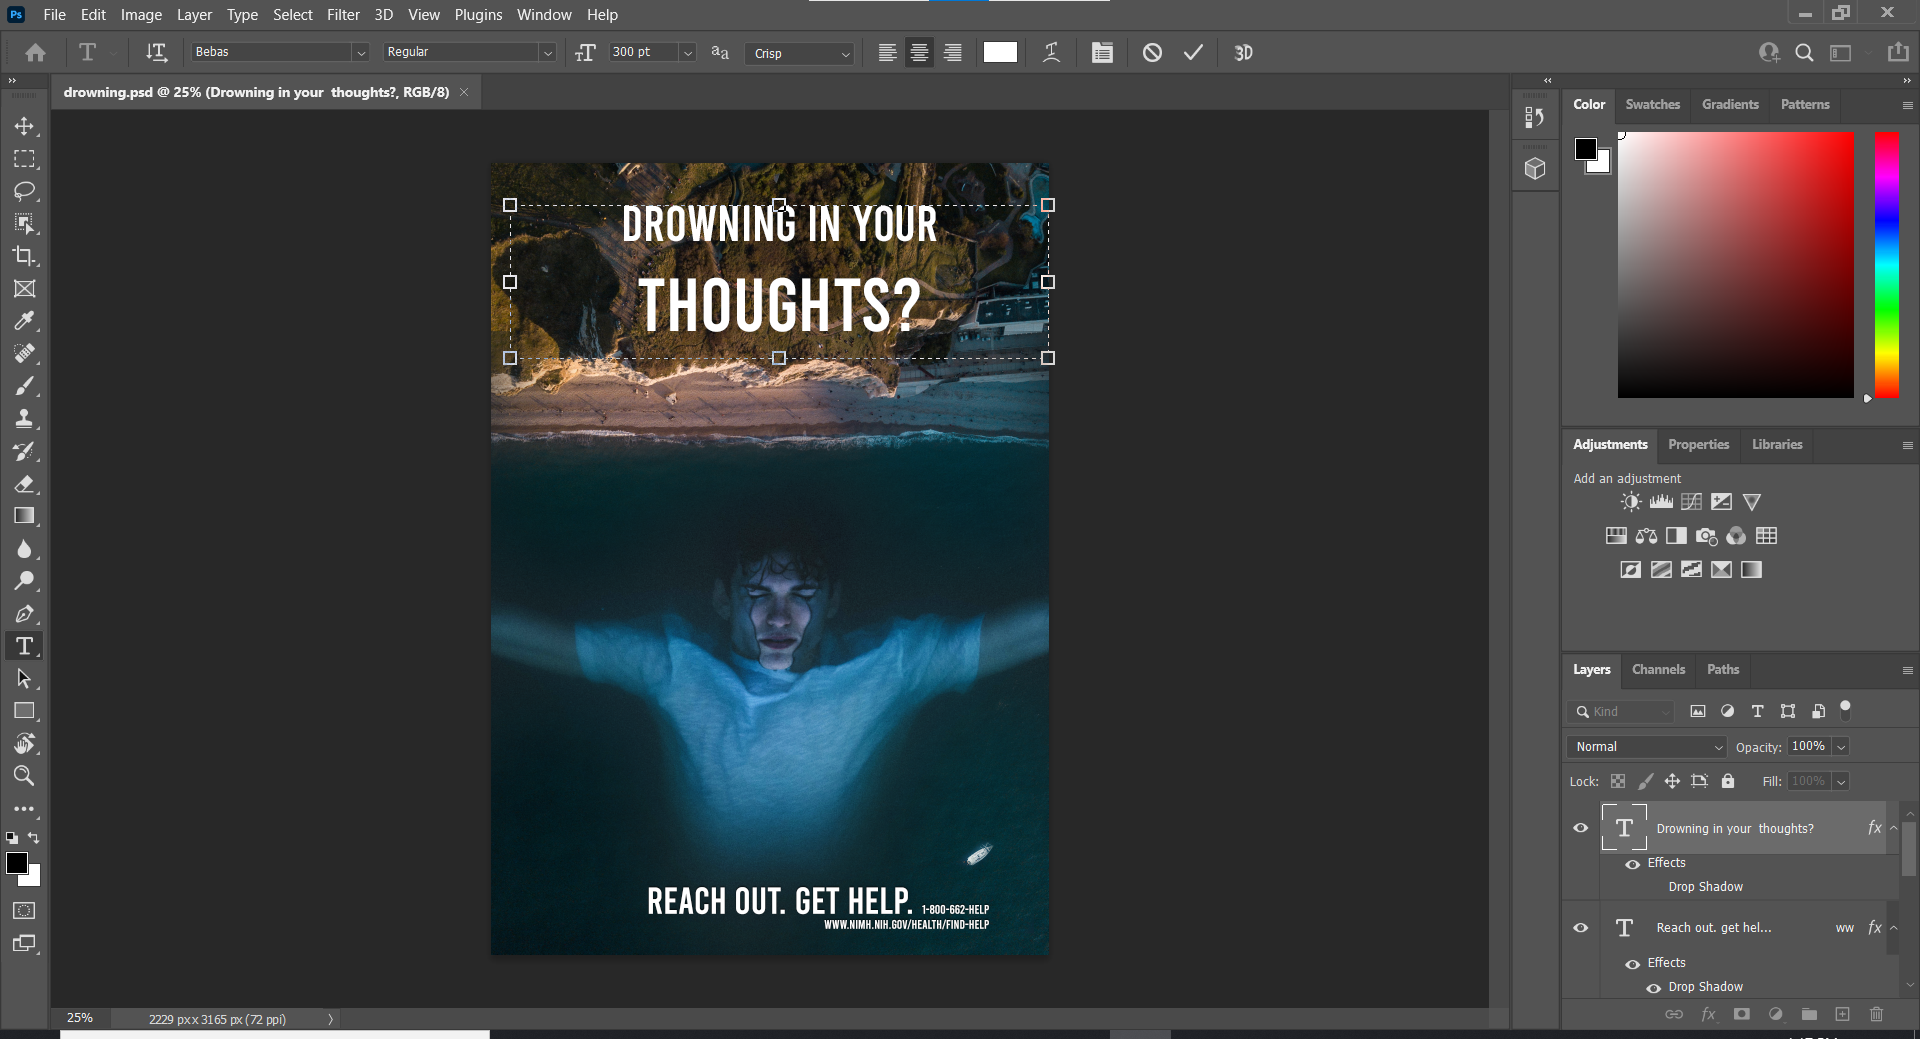 Ps File Edit Image Layer Type Select Filter 3D View Plugins Window Help
Bebas Regular 300 pt Crisp 3D
drowning.psd @ 25% (Drowning in your  thoughts?, RGB/8)
DROWNING IN YOUR
THOUGHTS?
REACH OUT. GET HELP. 1-800-662-HELP
WWW.NIMH.NIH.GOV/HEALTH/FIND-HELP
25% 2229 px x 3165 px (72 ppi)
Color Swatches Gradients Patterns
Adjustments Properties Libraries
Add an adjustment
Layers Channels Paths
Kind
Normal Opacity: 100%
Lock: Fill: 100%
Drowning in your  thoughts? fx
Effects
Drop Shadow
Reach out. get hel... ww fx
Effects
Drop Shadow
fx